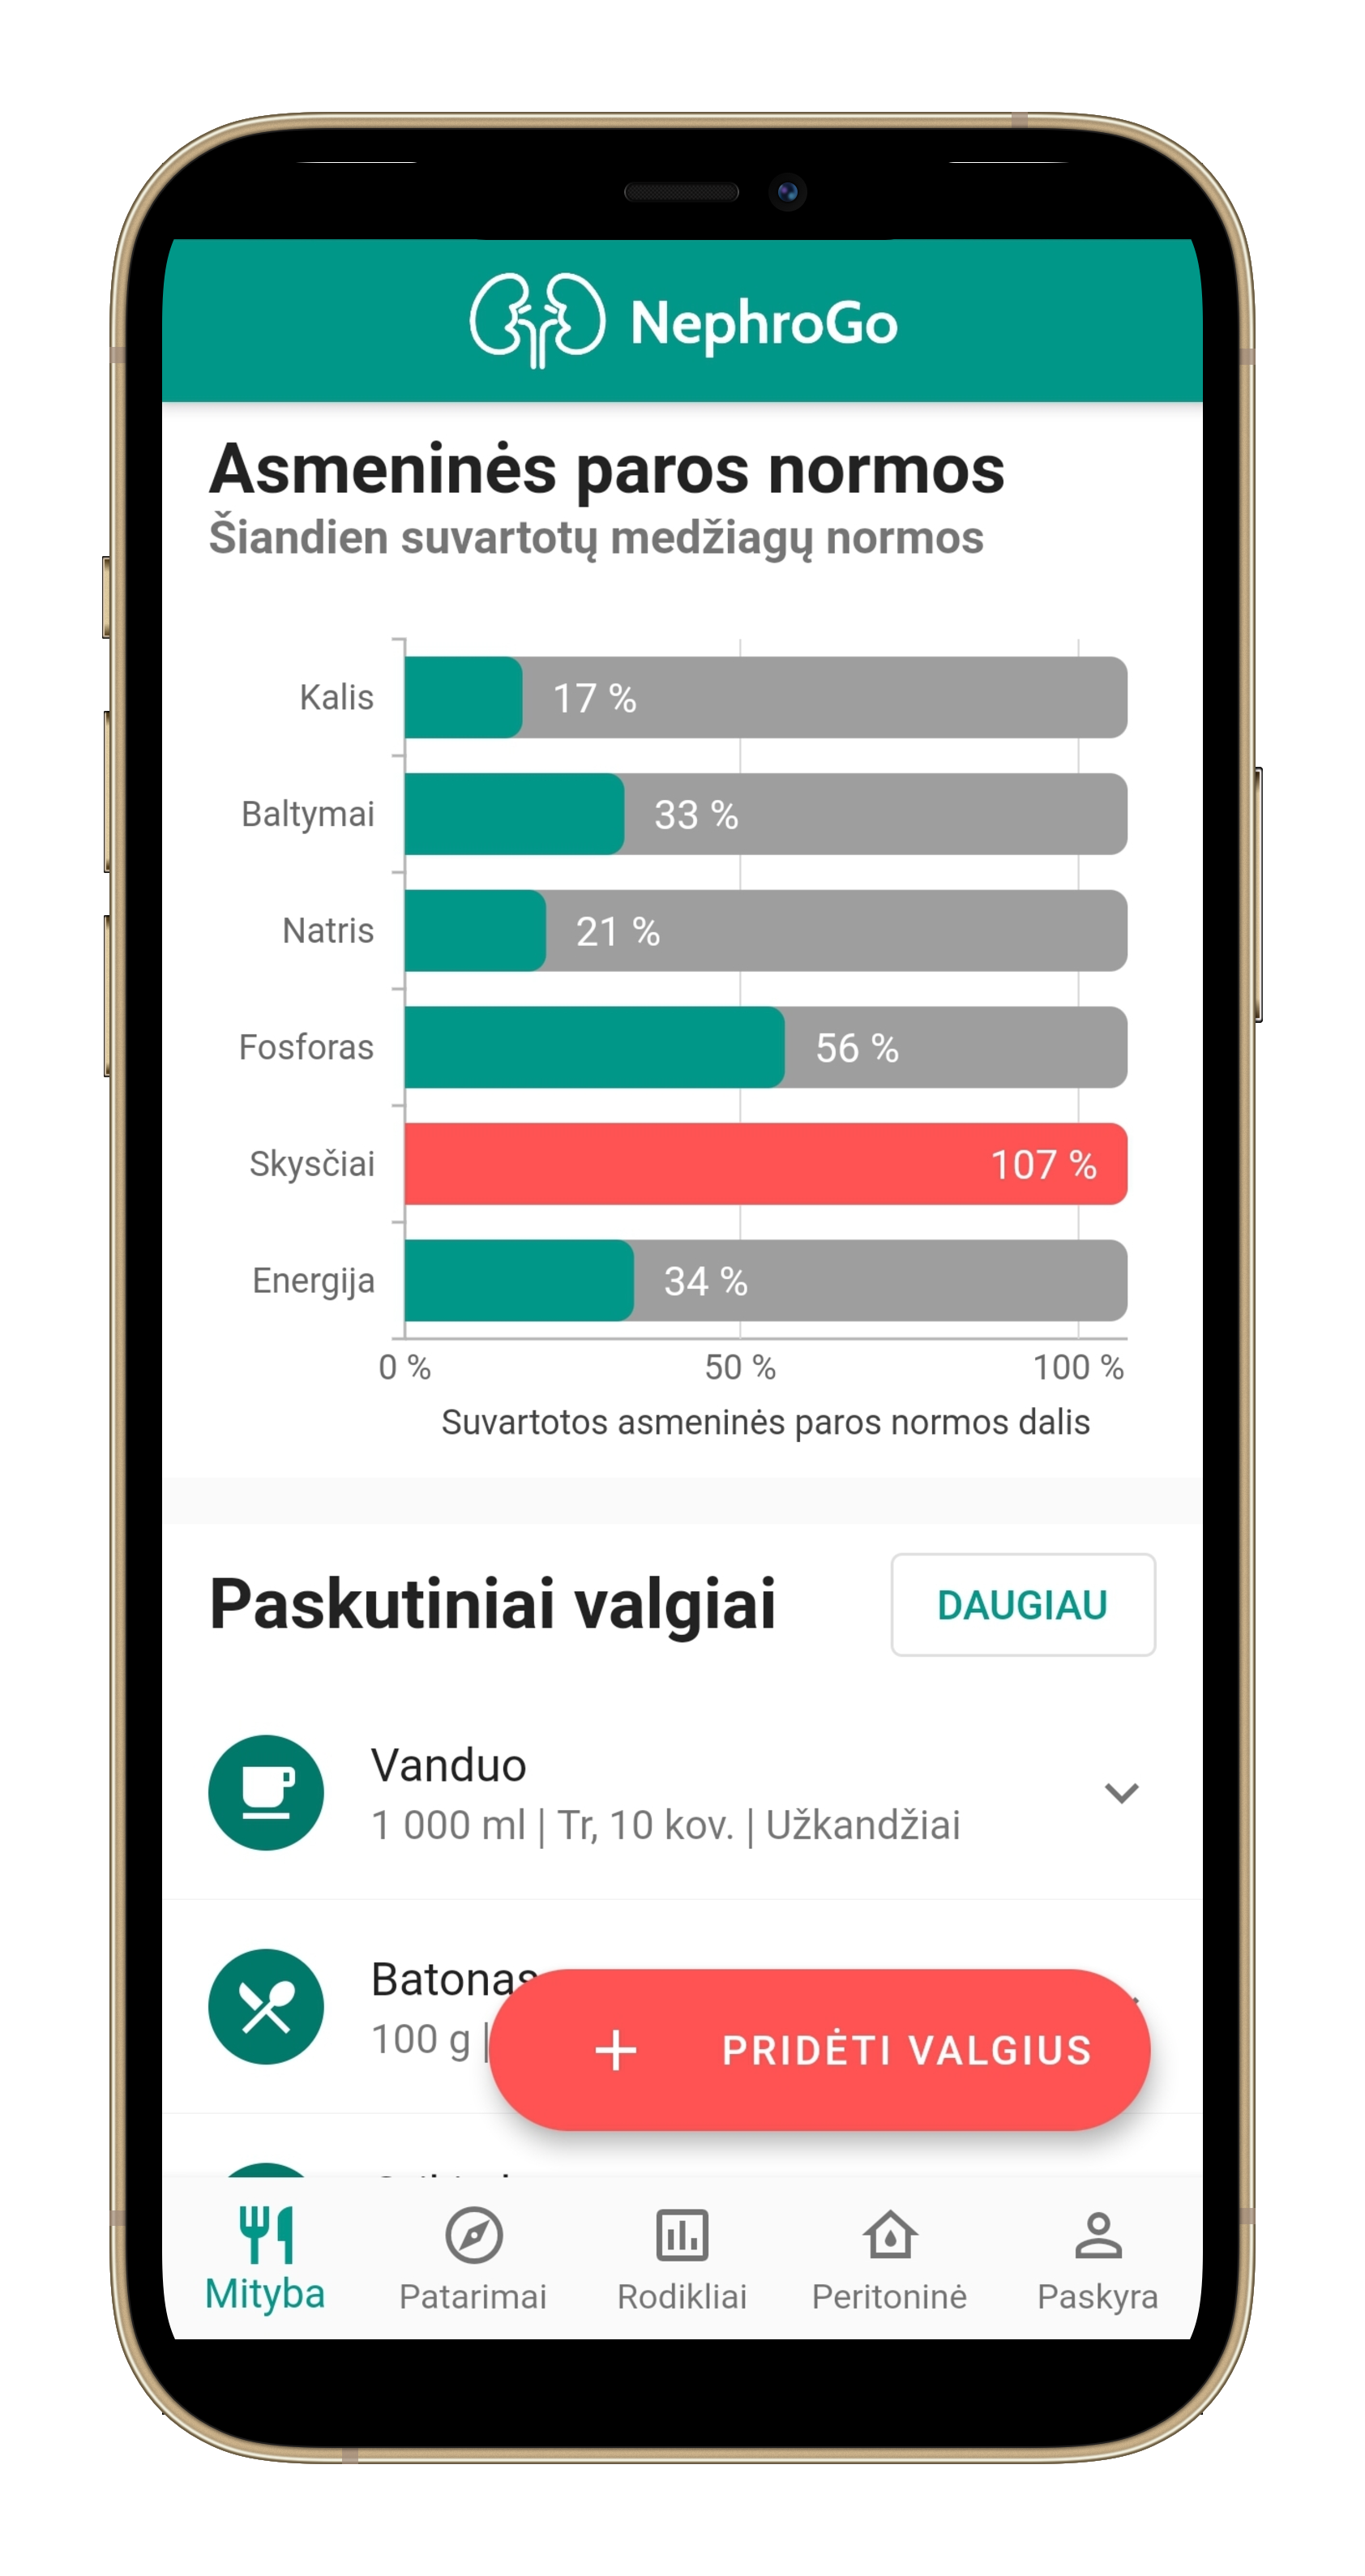 NephroGo
Asmeninės paros normos
Šiandien suvartotų medžiagų normos
Kalis 17 %
Baltymai 33 %
Natris 21 %
Fosforas 56 %
Skysčiai 107 %
Energija 34 %
0 % 50 % 100 %
Suvartotos asmeninės paros normos dalis
Paskutiniai valgiai DAUGIAU
Vanduo
1 000 ml | Tr, 10 kov. | Užkandžiai
Batonas
100 g |
+ PRIDĖTI VALGIUS
Mityba Patarimai Rodikliai Peritoninė Paskyra